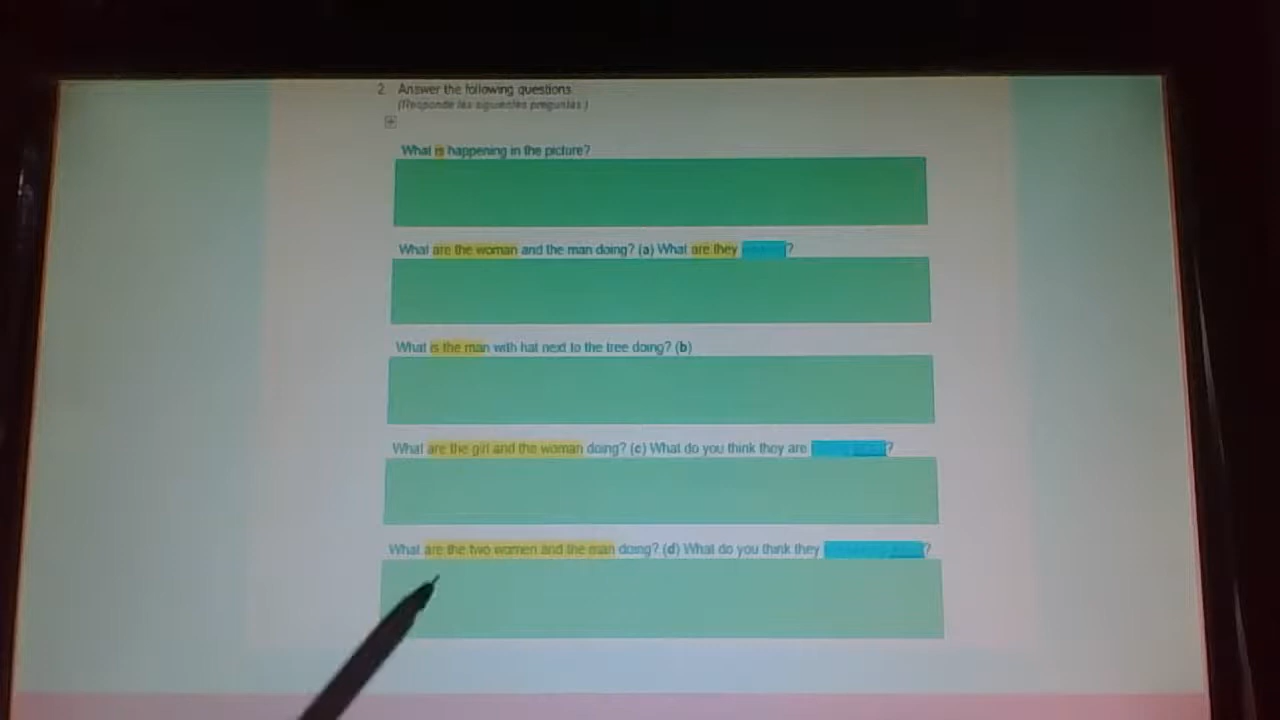 2. Answer the following questions
(Responde las siguientes preguntas.)
What is happening in the picture?
What are the woman and the man doing? (a) What are they ?
What is the man with hat next to the tree doing? (b)
What are the girl and the woman doing? (c) What do you think they are ?
What are the two women and the man doing? (d) What do you think they ?